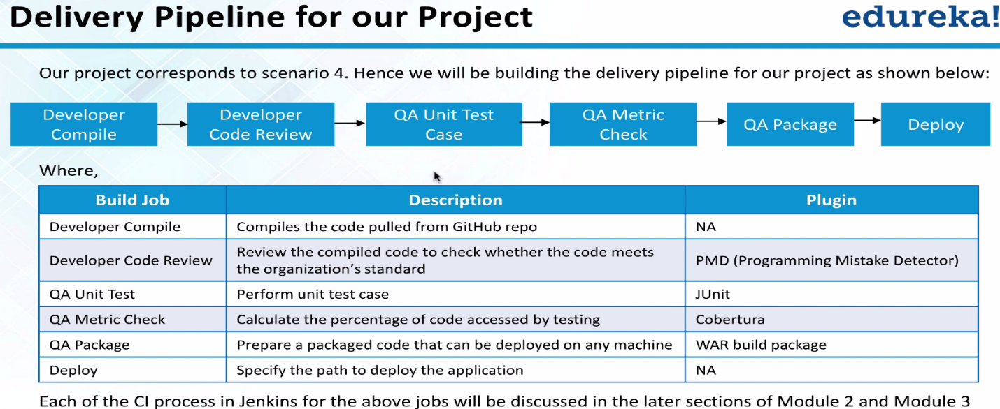 Delivery Pipeline for our Project
edureka!
Our project corresponds to scenario 4. Hence we will be building the delivery pipeline for our project as shown below:
Developer Compile
Developer Code Review
QA Unit Test Case
QA Metric Check
QA Package
Deploy
Where,
Build Job Description Plugin
Developer Compile Compiles the code pulled from GitHub repo NA
Developer Code Review Review the compiled code to check whether the code meets the organization's standard PMD (Programming Mistake Detector)
QA Unit Test Perform unit test case JUnit
QA Metric Check Calculate the percentage of code accessed by testing Cobertura
QA Package Prepare a packaged code that can be deployed on any machine WAR build package
Deploy Specify the path to deploy the application NA
Each of the CI process in Jenkins for the above jobs will be discussed in the later sections of Module 2 and Module 3